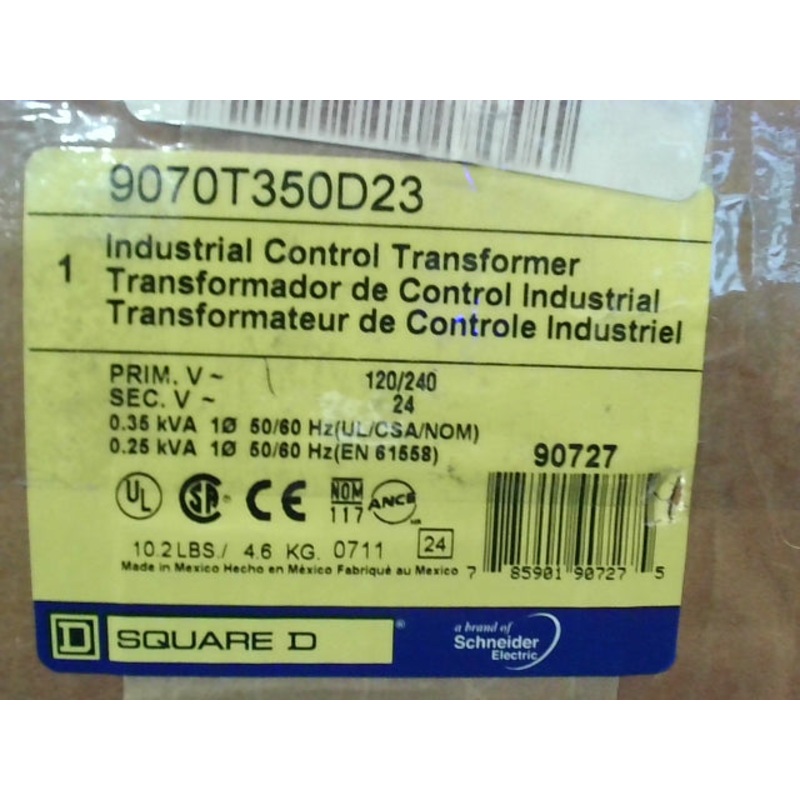 9070T350D23
1
Industrial Control Transformer
Transformador de Control Industrial
Transformateur de Controle Industriel
PRIM. V ~ 120/240
SEC. V ~ 24
0.35 kVA 1Ø 50/60 Hz(UL/CSA/NOM)
0.25 kVA 1Ø 50/60 Hz(EN 61558)
90727
UL SA CE NOM 117 ANCE
10.2 LBS./ 4.6 KG. 0711 24
Made in Mexico Hecho en México Fabriqué au Mexico
7 85901 90727 5
D SQUARE D ®
a brand of
Schneider
Electric